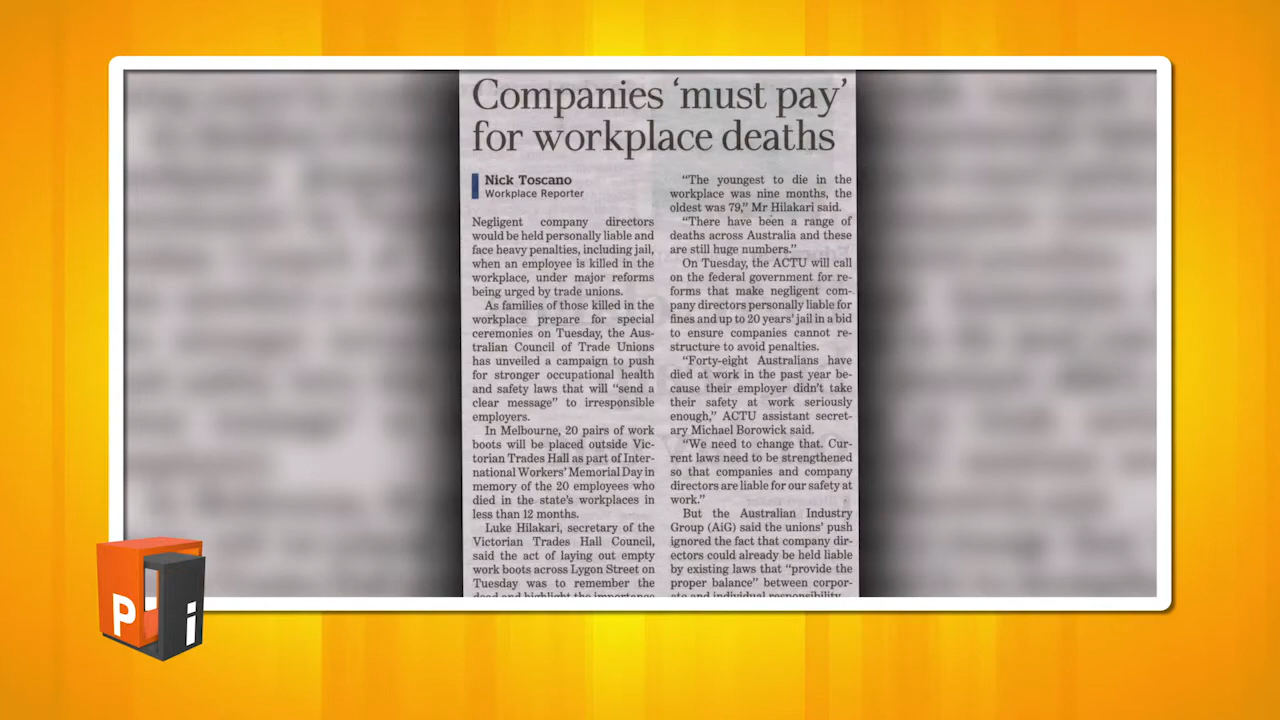 Companies ‘must pay’
for workplace deaths
Nick Toscano
Workplace Reporter
Negligent company directors
would be held personally liable and
face heavy penalties, including jail,
when an employee is killed in the
workplace, under major reforms
being urged by trade unions.
As families of those killed in the
workplace prepare for special
ceremonies on Tuesday, the Aus-
tralian Council of Trade Unions
has unveiled a campaign to push
for stronger occupational health
and safety laws that will “send a
clear message” to irresponsible
employers.
In Melbourne, 20 pairs of work
boots will be placed outside Vic-
torian Trades Hall as part of Inter-
national Workers’ Memorial Day in
memory of the 20 employees who
died in the state’s workplaces in
less than 12 months.
Luke Hilakari, secretary of the
Victorian Trades Hall Council,
said the act of laying out empty
work boots across Lygon Street on
Tuesday was to remember the
dead and highlight the importance
“The youngest to die in the
workplace was nine months, the
oldest was 79,” Mr Hilakari said.
“There have been a range of
deaths across Australia and these
are still huge numbers.”
On Tuesday, the ACTU will call
on the federal government for re-
forms that make negligent com-
pany directors personally liable for
fines and up to 20 years’ jail in a bid
to ensure companies cannot re-
structure to avoid penalties.
“Forty-eight Australians have
died at work in the past year be-
cause their employer didn’t take
their safety at work seriously
enough,” ACTU assistant secret-
ary Michael Borowick said.
“We need to change that. Cur-
rent laws need to be strengthened
so that companies and company
directors are liable for our safety at
work.”
But the Australian Industry
Group (AiG) said the unions’ push
ignored the fact that company dir-
ectors could already be held liable
by existing laws that “provide the
proper balance” between corpor-
ate and individual responsibility.
P i